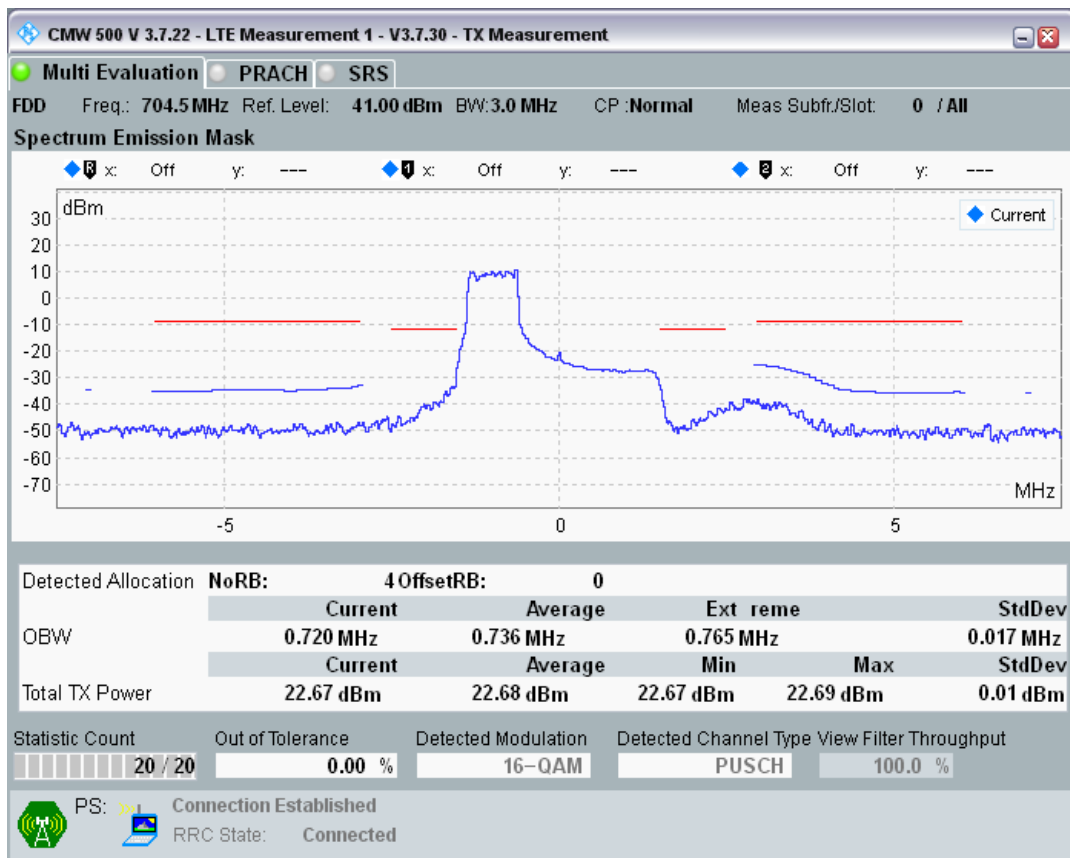 CMW 500 V 3.7.22 - LTE Measurement 1 - V3.7.30 - TX Measurement
Multi Evaluation PRACH SRS
FDD Freq.: 704.5 MHz Ref. Level: 41.00 dBm BW: 3.0 MHz CP : Normal Meas Subfr./Slot: 0 / All
Spectrum Emission Mask
R x: Off y: --- 1 x: Off y: --- 2 x: Off y: ---
dBm
Current
30
20
10
0
-10
-20
-30
-40
-50
-60
-70
MHz
-5 0 5
Detected Allocation NoRB: 4 OffsetRB: 0
Current Average Ext reme StdDev
OBW 0.720 MHz 0.736 MHz 0.765 MHz 0.017 MHz
Current Average Min Max StdDev
Total TX Power 22.67 dBm 22.68 dBm 22.67 dBm 22.69 dBm 0.01 dBm
Statistic Count Out of Tolerance Detected Modulation Detected Channel Type View Filter Throughput
20 / 20 0.00 % 16-QAM PUSCH 100.0 %
PS: Connection Established
RRC State: Connected